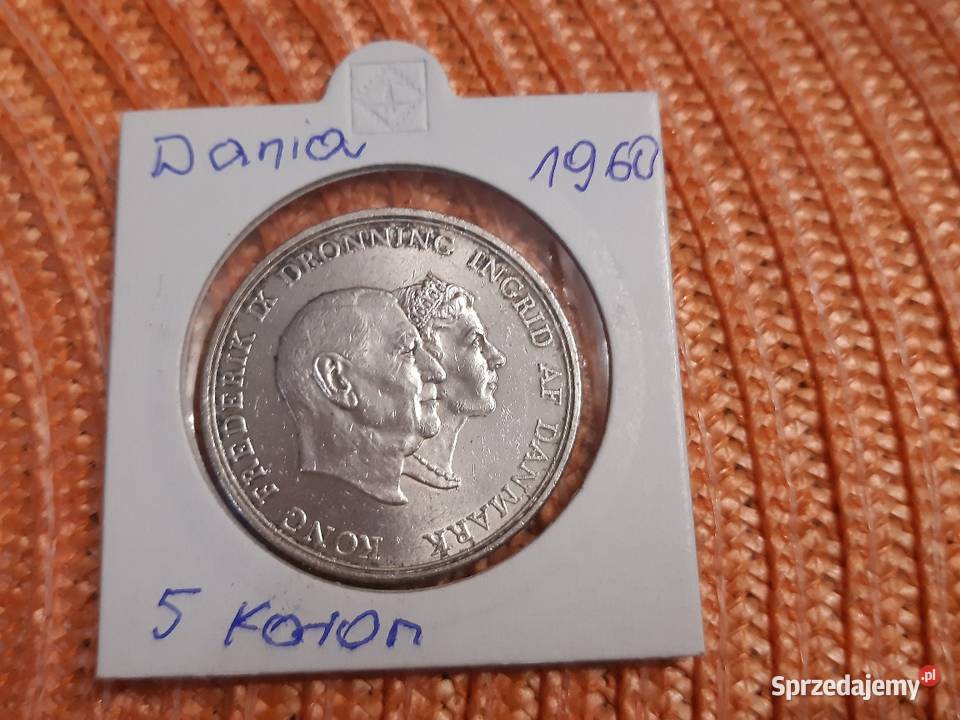 Dania 1960
KONG FREDERIK IX DRONNING INGRID AF DANMARK
5 Koron
Sprzedajemy.pl